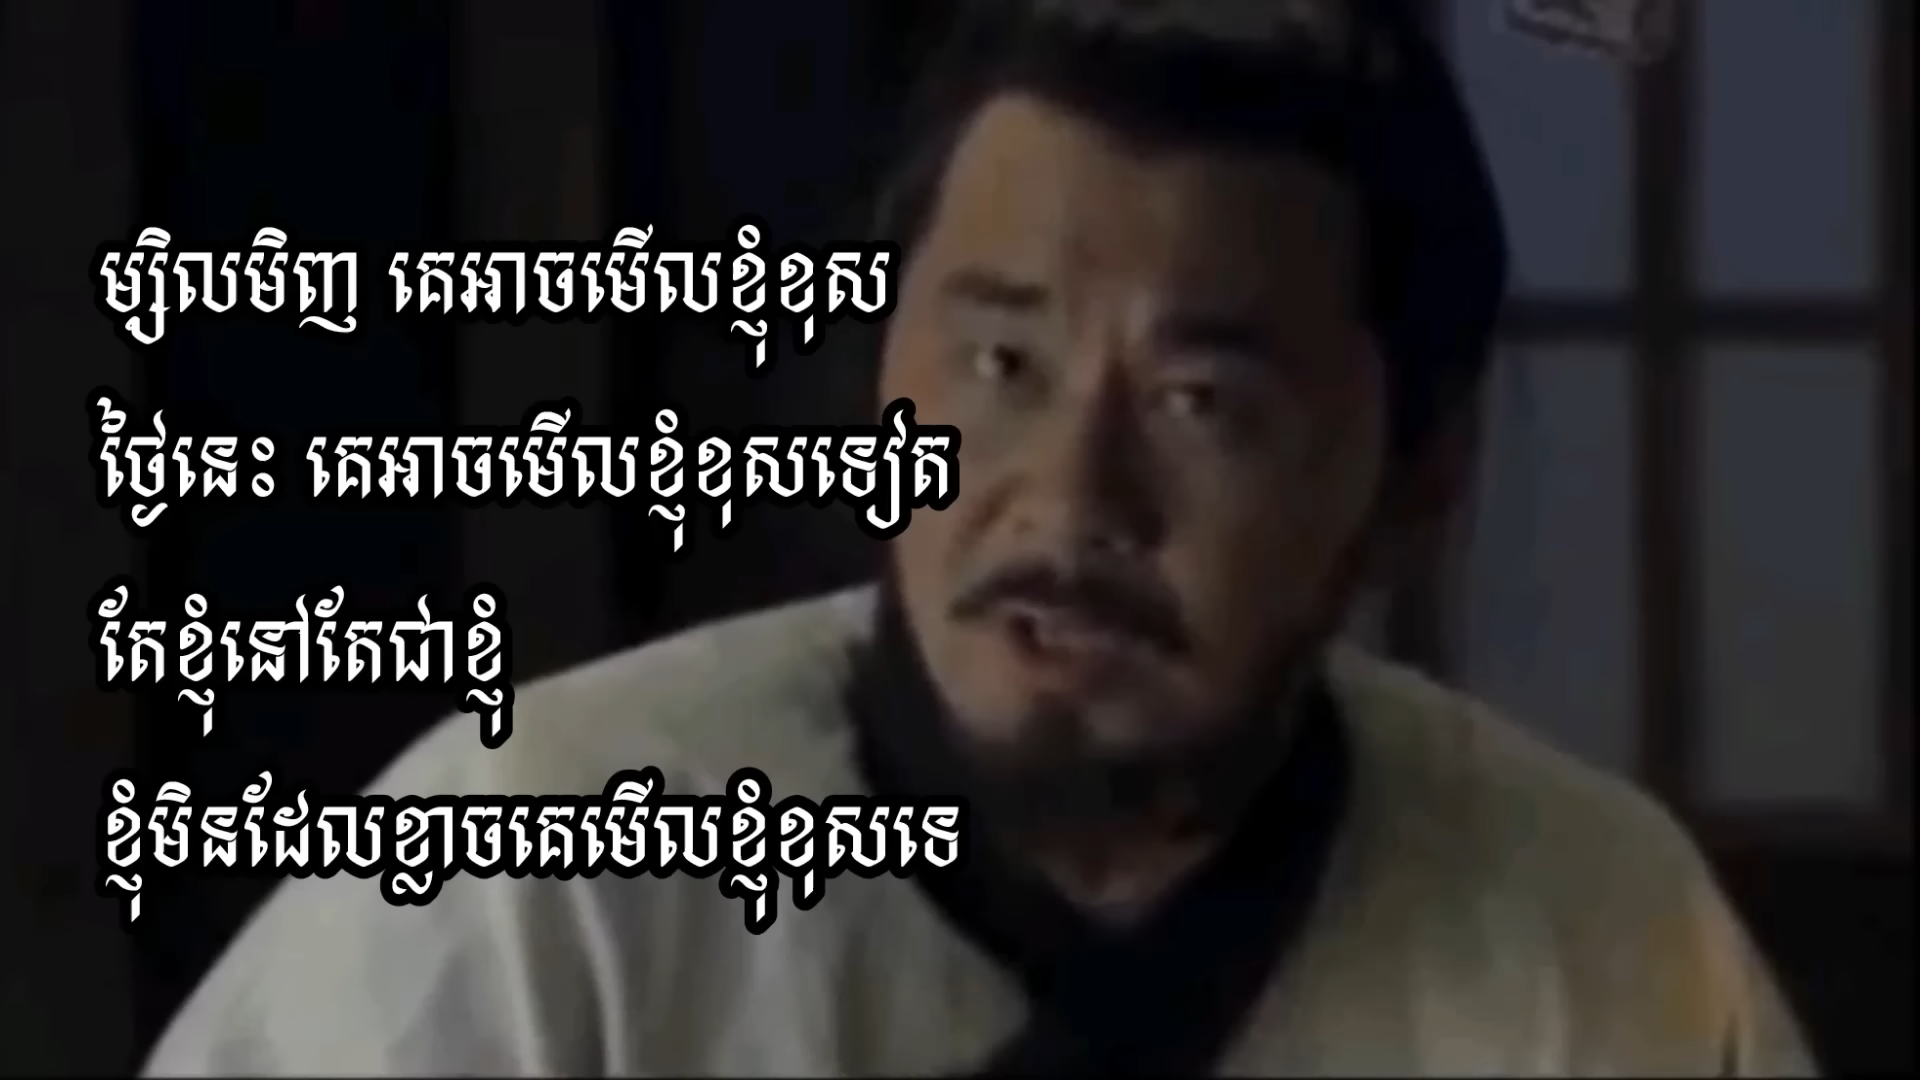 ម្សិលមិញ គេអាចមើលខ្ញុំខុស
ថ្ងៃនេះ គេអាចមើលខ្ញុំខុសទៀត
តែខ្ញុំនៅតែជាខ្ញុំ
ខ្ញុំមិនដែលខ្លាចគេមើលខ្ញុំខុសទេ